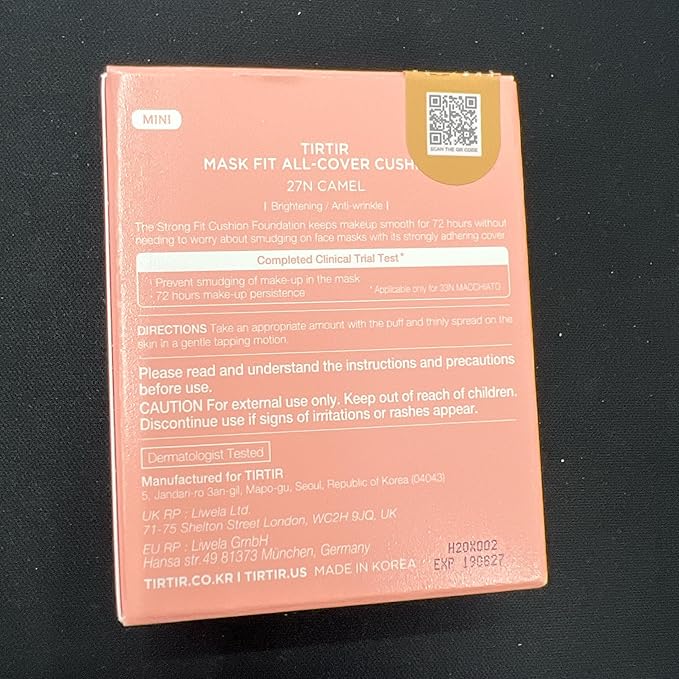 MINI
SCAN THE QR CODE
TIRTIR
MASK FIT ALL-COVER CUSH
27N CAMEL
| Brightening / Anti-wrinkle |
The Strong Fit Cushion Foundation keeps makeup smooth for 72 hours without
needing to worry about smudging on face masks with its strongly adhering cover
Completed Clinical Trial Test*
· Prevent smudging of make-up in the mask
· 72 hours make-up persistence
* Applicable only for 33N MACCHIATO
DIRECTIONS Take an appropriate amount with the puff and thinly spread on the
skin in a gentle tapping motion.
Please read and understand the instructions and precautions
before use.
CAUTION For external use only. Keep out of reach of children.
Discontinue use if signs of irritations or rashes appear.
Dermatologist Tested
Manufactured for TIRTIR
5, Jandari-ro 3an-gil, Mapo-gu, Seoul, Republic of Korea (04043)
UK RP : Liwela Ltd.
71-75 Shelton Street London, WC2H 9JQ, UK
EU RP : Liwela GmbH
Hansa str.49 81373 München, Germany
TIRTIR.CO.KR | TIRTIR.US MADE IN KOREA
H20X002
EXP 190627